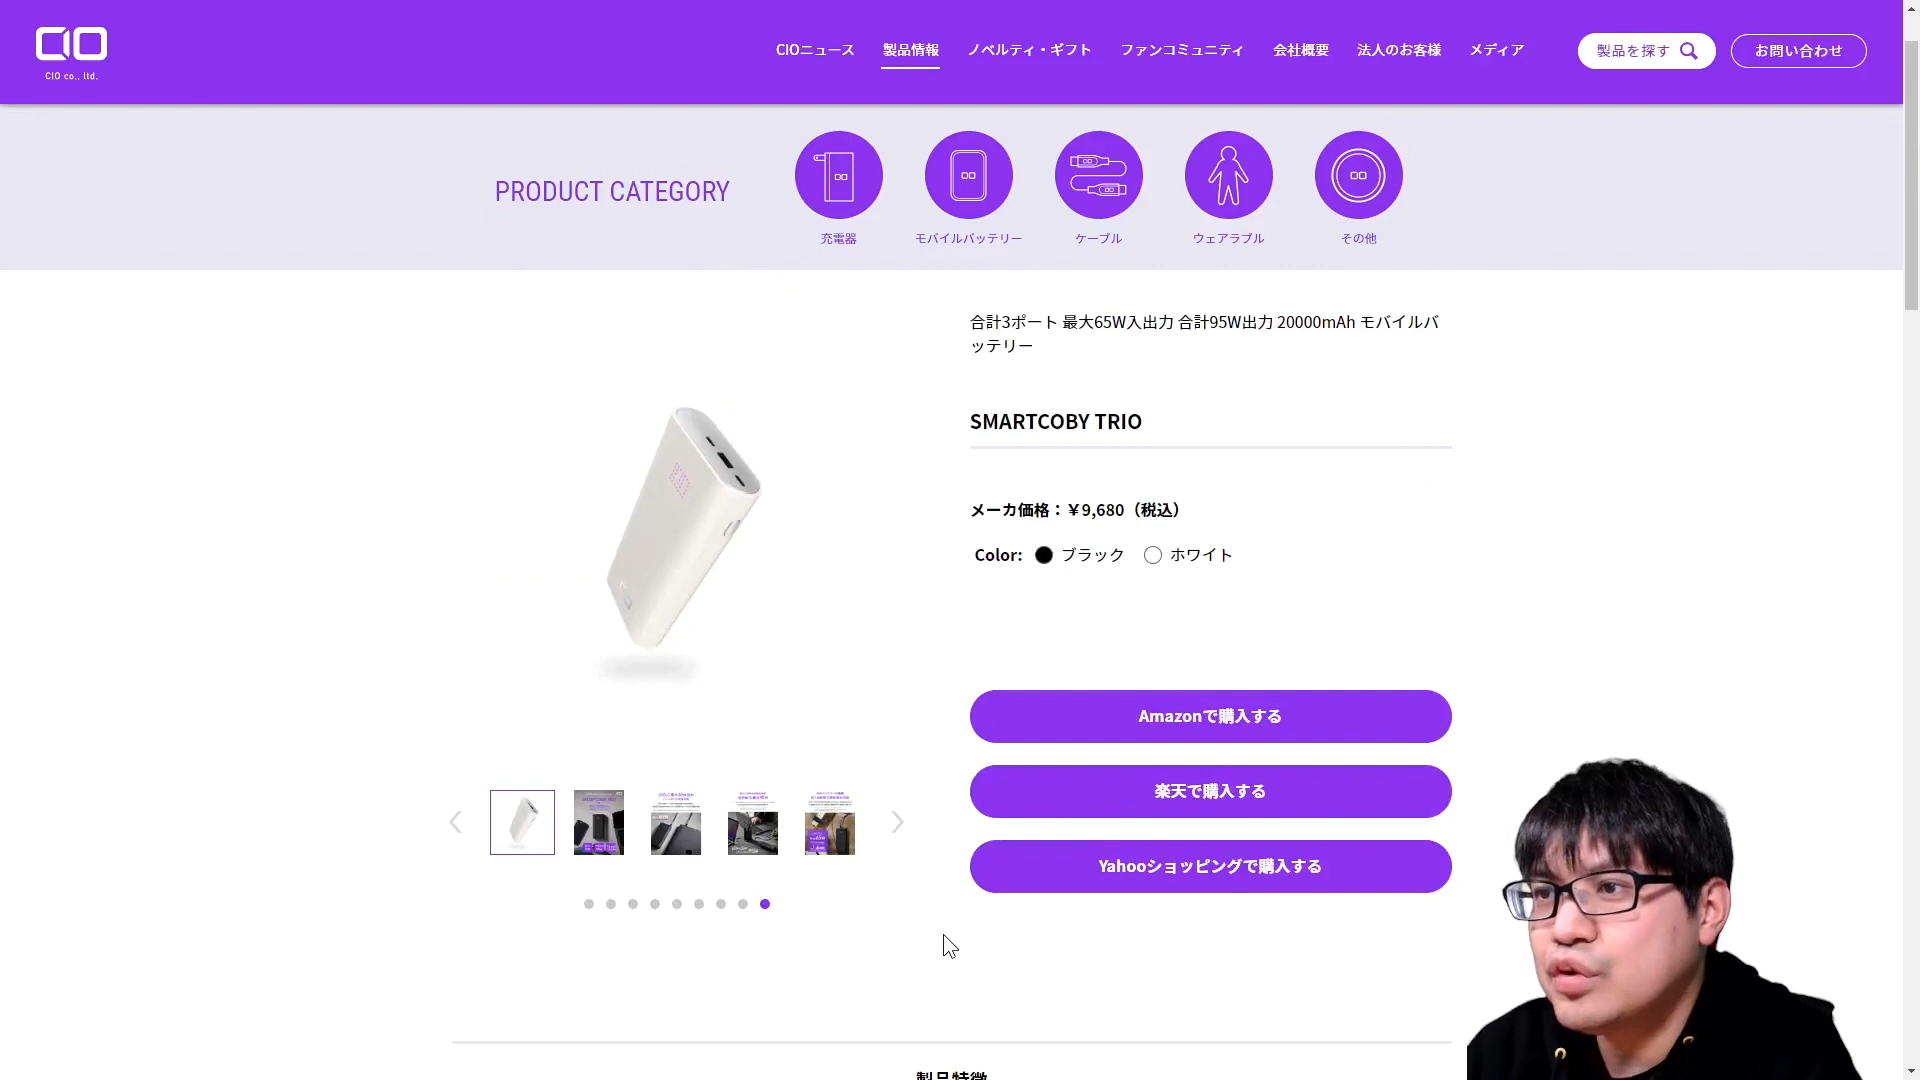 CIO
CIO co., ltd.
CIOニュース
製品情報
ノベルティ・ギフト
ファンコミュニティ
会社概要
法人のお客様
メディア
製品を探す
お問い合わせ
PRODUCT CATEGORY
充電器
モバイルバッテリー
ケーブル
ウェアラブル
その他
合計3ポート 最大65W入出力 合計95W出力 20000mAh モバイルバ
ッテリー
SMARTCOBY TRIO
メーカ価格：￥9,680（税込）
Color: ブラック ホワイト
Amazonで購入する
楽天で購入する
Yahooショッピングで購入する
製品特徴